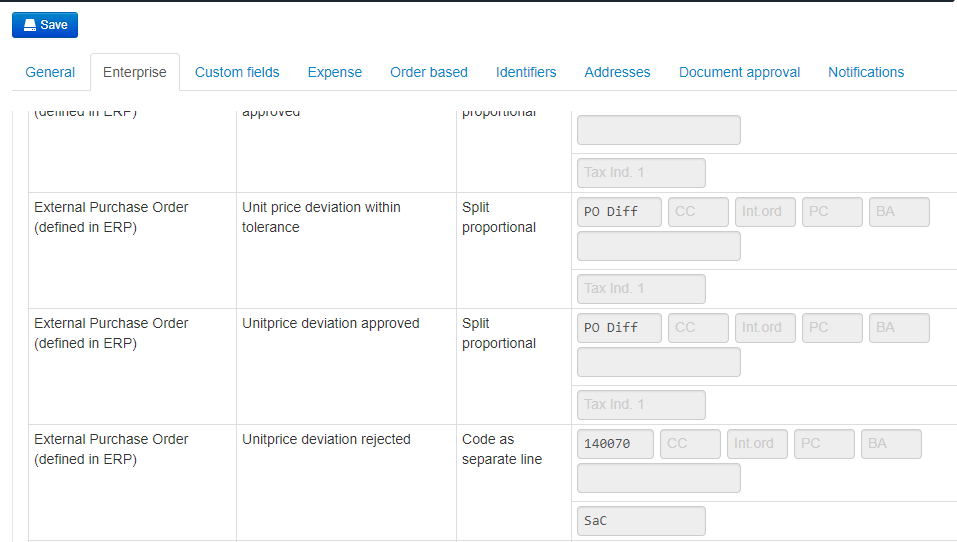 Save
General Enterprise Custom fields Expense Order based Identifiers Addresses Document approval Notifications
(defined in ERP) approved proportional
Tax Ind. 1
External Purchase Order Unit price deviation within Split PO Diff CC Int.ord PC BA
(defined in ERP) tolerance proportional
Tax Ind. 1
External Purchase Order Unitprice deviation approved Split PO Diff CC Int.ord PC BA
(defined in ERP) proportional
Tax Ind. 1
External Purchase Order Unitprice deviation rejected Code as 140070 CC Int.ord PC BA
(defined in ERP) separate line
SaC